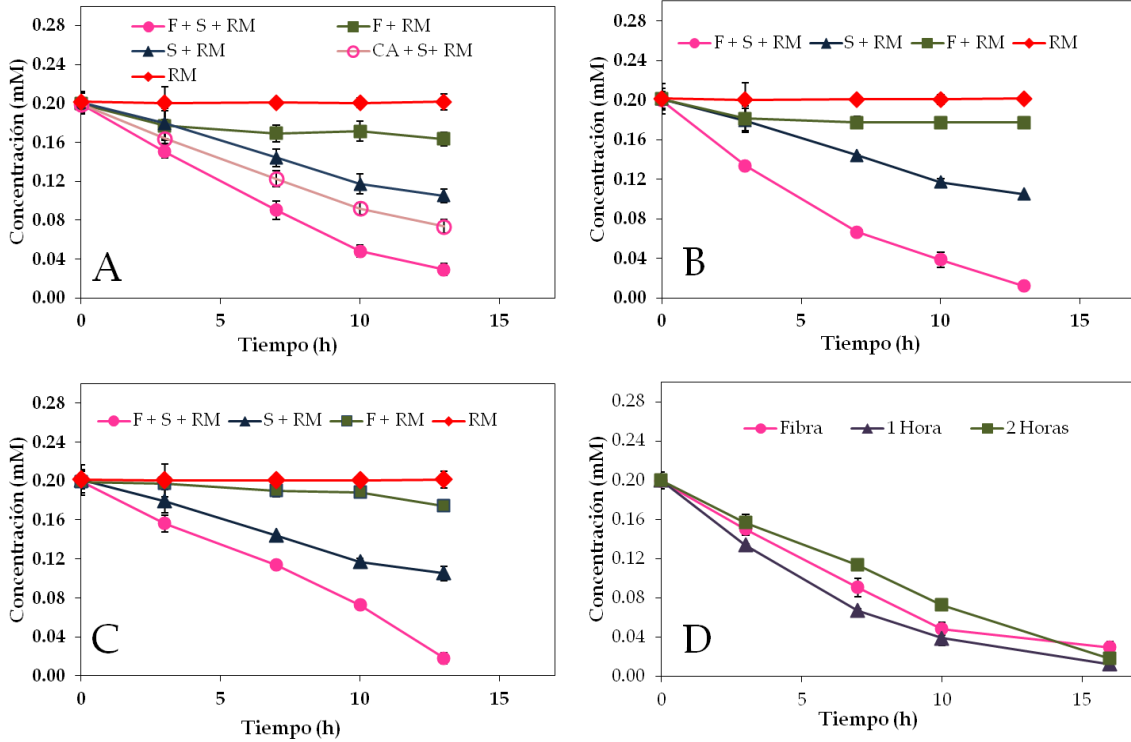 F + S + RM
F + RM
S + RM
CA + S+ RM
RM
0.28
0.24
0.20
0.16
0.12
0.08
0.04
0.00
Concentración (mM)
A
0
5
10
15
Tiempo (h)
F + S + RM
S + RM
F + RM
RM
0.28
0.24
0.20
0.16
0.12
0.08
0.04
0.00
Concentración (mM)
B
0
5
10
15
Tiempo (h)
F + S + RM
S + RM
F + RM
RM
0.28
0.24
0.20
0.16
0.12
0.08
0.04
0.00
Concentración (mM)
C
0
5
10
15
Tiempo (h)
Fibra
1 Hora
2 Horas
0.28
0.24
0.20
0.16
0.12
0.08
0.04
0.00
Concentración (mM)
D
0
5
10
15
Tiempo (h)